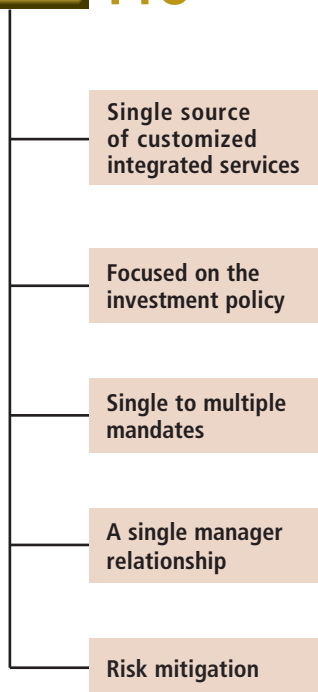 Single source
of customized
integrated services
Focused on the
investment policy
Single to multiple
mandates
A single manager
relationship
Risk mitigation